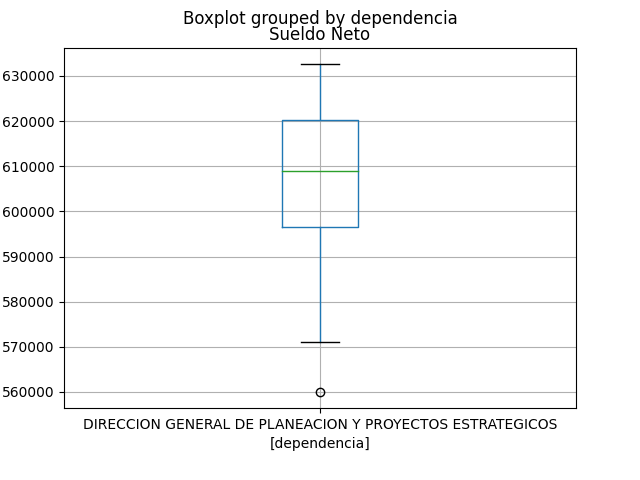 Boxplot grouped by dependencia
Sueldo Neto
630000
620000
610000
600000
590000
580000
570000
560000
DIRECCION GENERAL DE PLANEACION Y PROYECTOS ESTRATEGICOS
[dependencia]